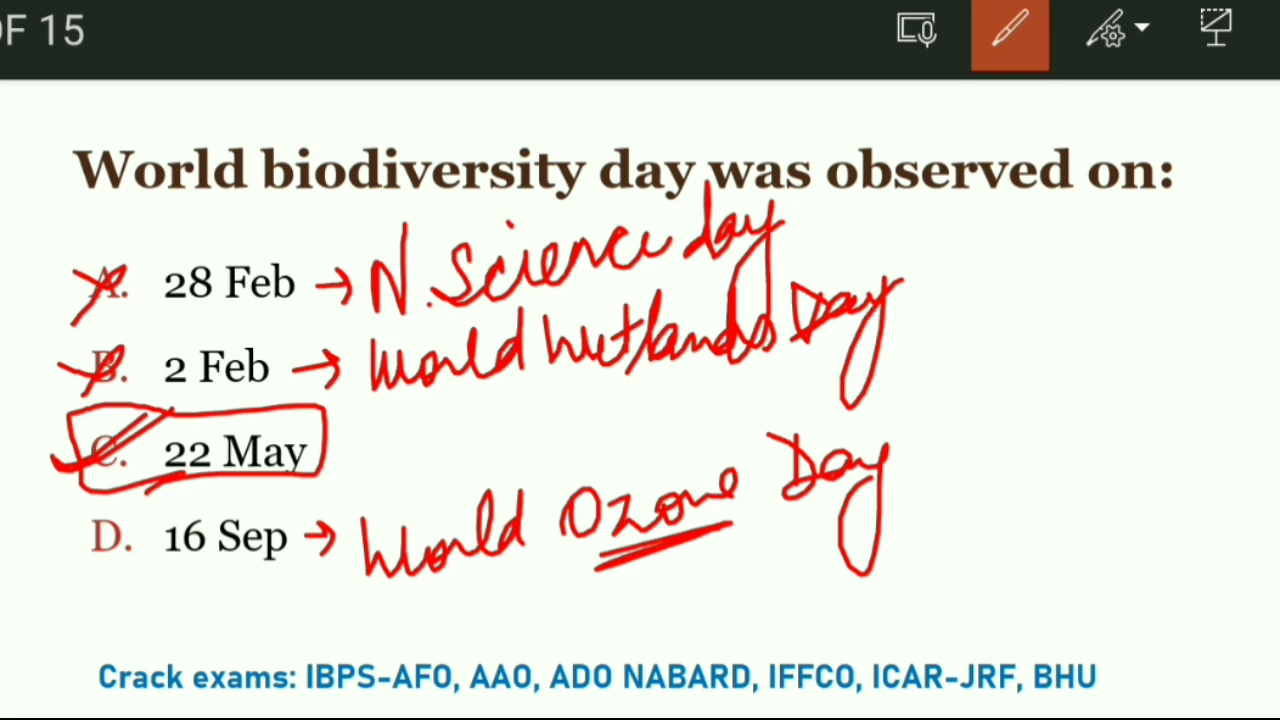 OF 15
World biodiversity day was observed on:
A. 28 Feb → N. Science day
B. 2 Feb → World Wetlands Day
C. 22 May
D. 16 Sep → World Ozone Day
Crack exams: IBPS-AFO, AAO, ADO NABARD, IFFCO, ICAR-JRF, BHU